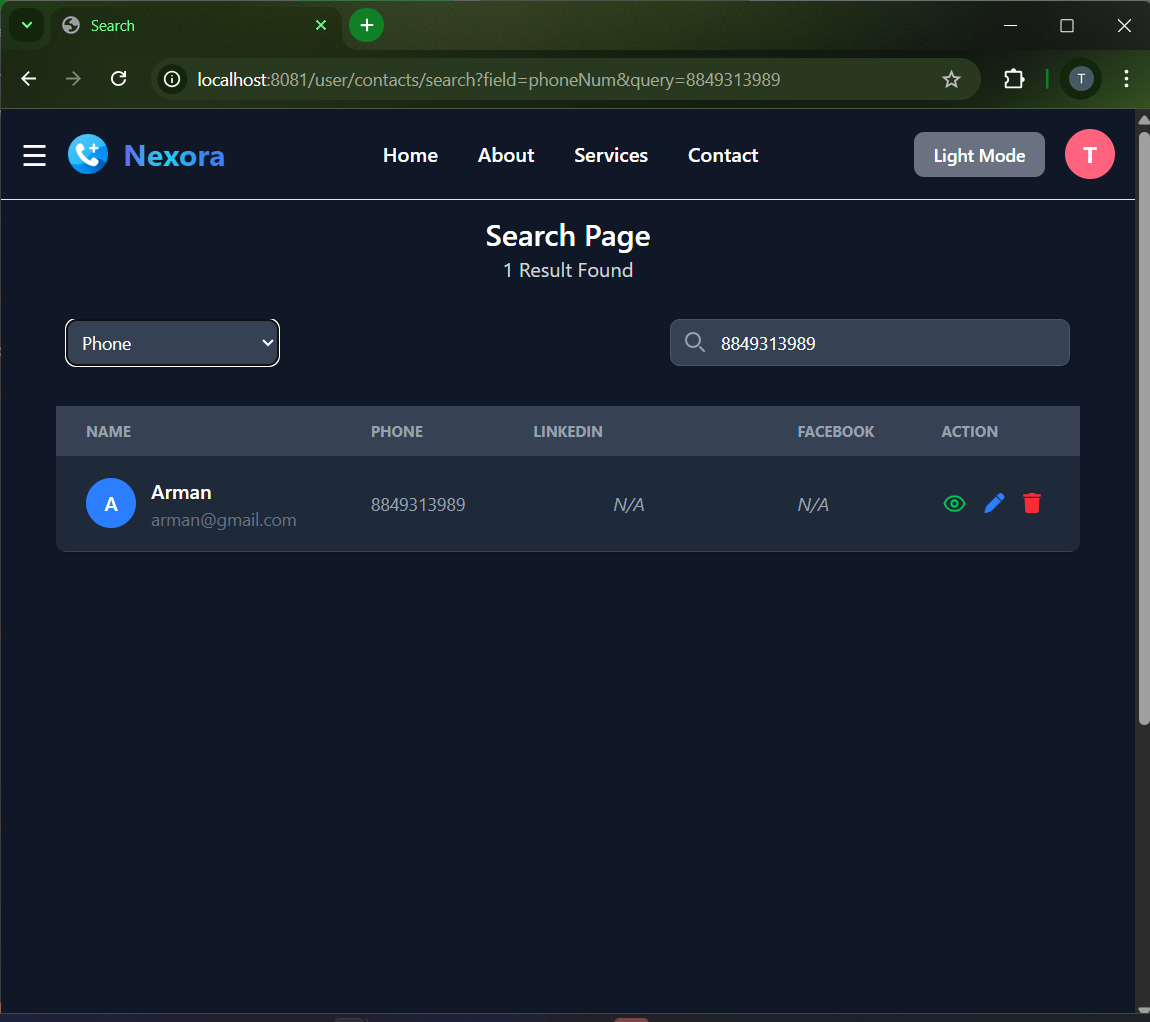 Search
localhost:8081/user/contacts/search?field=phoneNum&query=8849313989
T
Nexora
Home About Services Contact
Light Mode
T
Search Page
1 Result Found
Phone
8849313989
NAME PHONE LINKEDIN FACEBOOK ACTION
A
Arman
arman@gmail.com
8849313989 N/A N/A